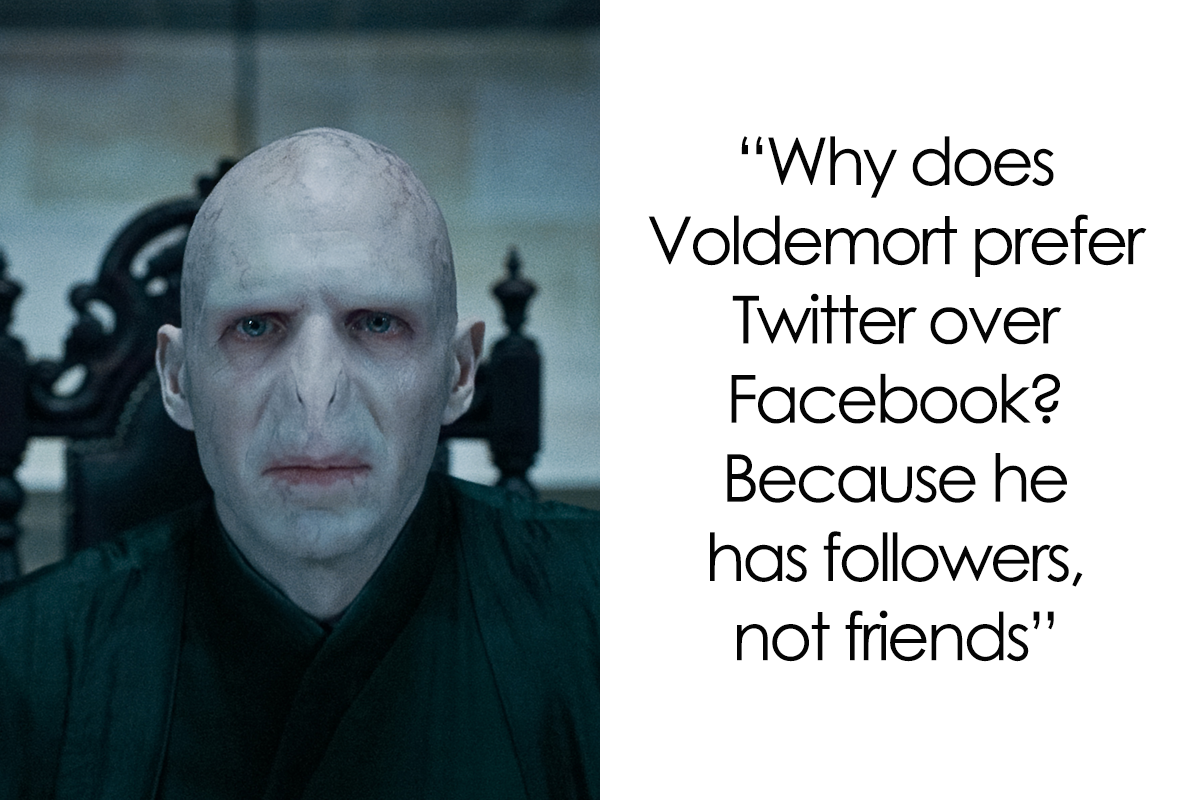 “Why does
Voldemort prefer
Twitter over
Facebook?
Because he
has followers,
not friends”